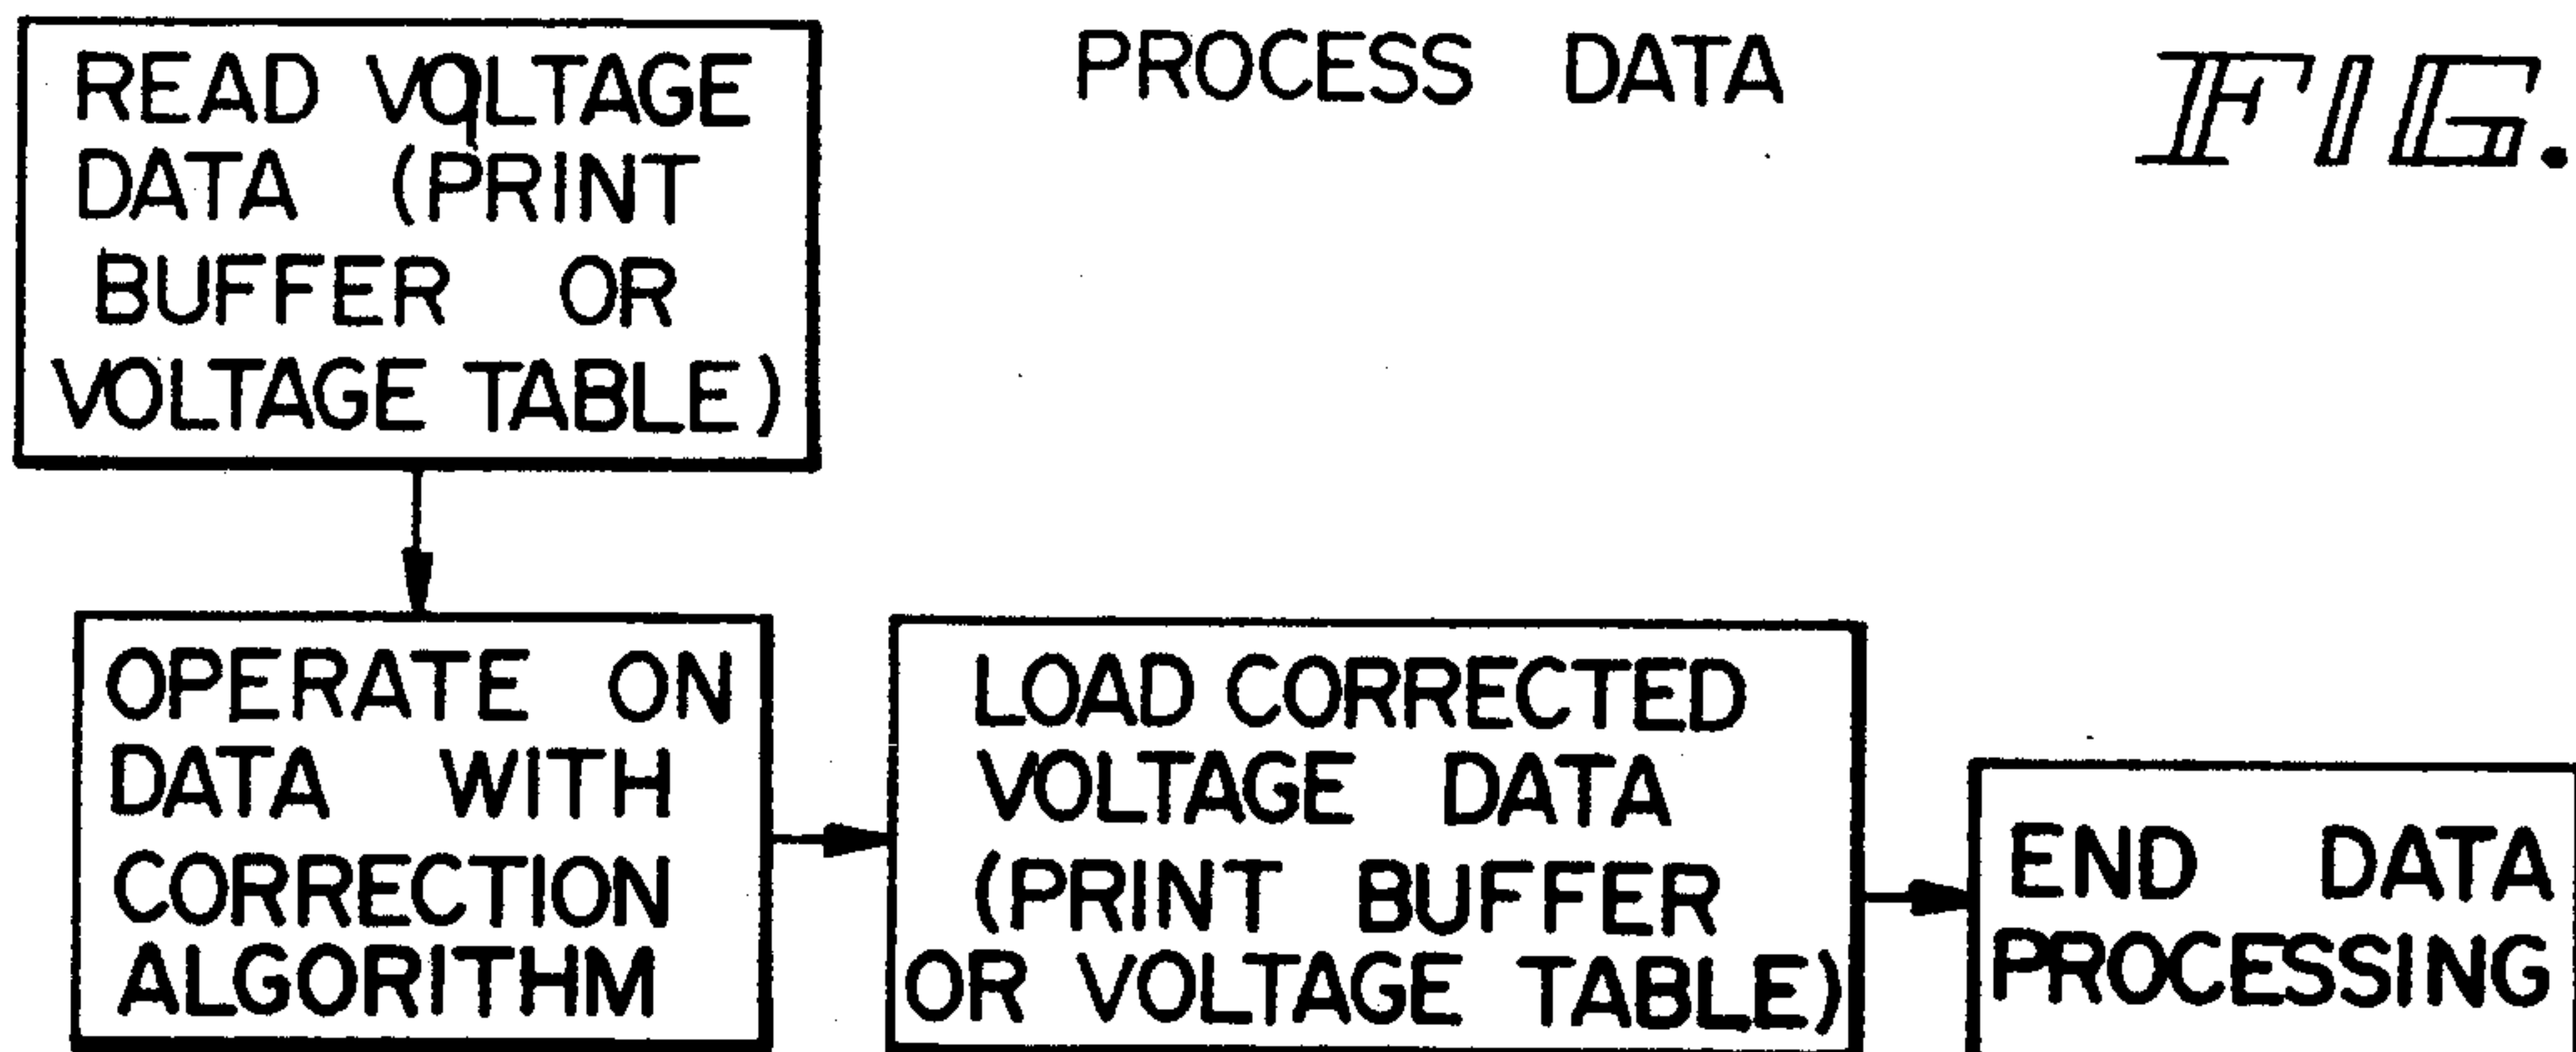 READ VOLTAGE
DATA (PRINT
BUFFER OR
VOLTAGE TABLE)
PROCESS DATA
FIG.
OPERATE ON
DATA WITH
CORRECTION
ALGORITHM
LOAD CORRECTED
VOLTAGE DATA
(PRINT BUFFER
OR VOLTAGE TABLE)
END DATA
PROCESSING